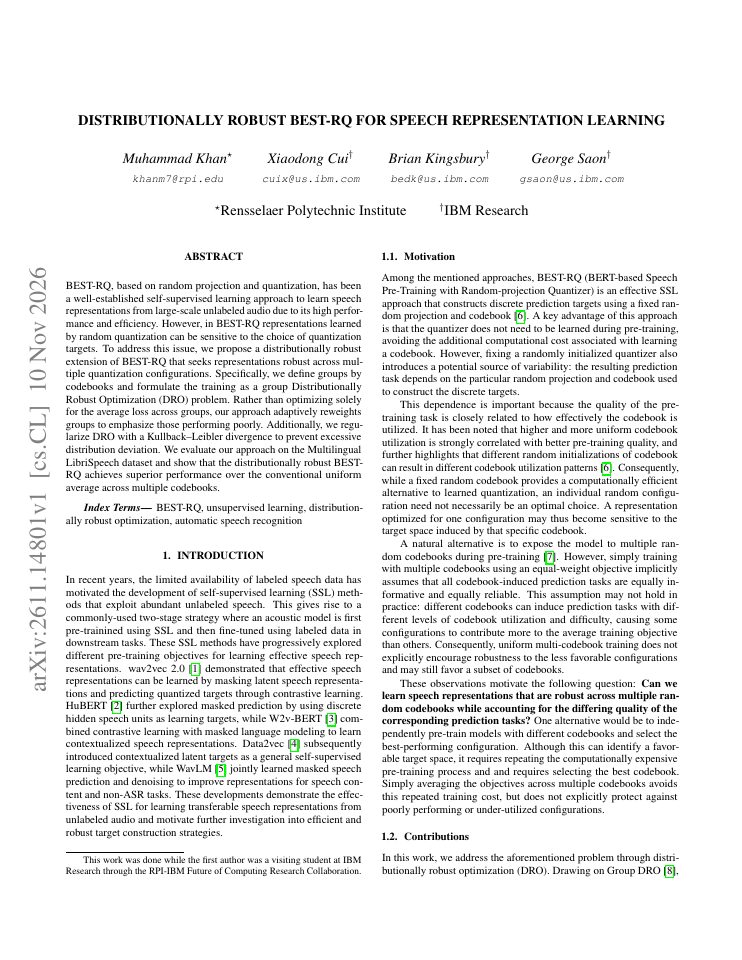 DISTRIBUTIONALLY ROBUST BEST-RQ FOR SPEECH REPRESENTATION LEARNING
Muhammad Khan⋆ Xiaodong Cui† Brian Kingsbury† George Saon†
khanm7@rpi.edu cuix@us.ibm.com bedk@us.ibm.com gsaon@us.ibm.com
⋆Rensselaer Polytechnic Institute †IBM Research
arXiv:2611.14801v1 [cs.CL] 10 Nov 2026
ABSTRACT
BEST-RQ, based on random projection and quantization, has been
a well-established self-supervised learning approach to learn speech
representations from large-scale unlabeled audio due to its high perfor-
mance and efficiency. However, in BEST-RQ representations learned
by random quantization can be sensitive to the choice of quantization
targets. To address this issue, we propose a distributionally robust
extension of BEST-RQ that seeks representations robust across mul-
tiple quantization configurations. Specifically, we define groups by
codebooks and formulate the training as a group Distributionally
Robust Optimization (DRO) problem. Rather than optimizing solely
for the average loss across groups, our approach adaptively reweights
groups to emphasize those performing poorly. Additionally, we regu-
larize DRO with a Kullback–Leibler divergence to prevent excessive
distribution deviation. We evaluate our approach on the Multilingual
LibriSpeech dataset and show that the distributionally robust BEST-
RQ achieves superior performance over the conventional uniform
average across multiple codebooks.
Index Terms— BEST-RQ, unsupervised learning, distribution-
ally robust optimization, automatic speech recognition
1. INTRODUCTION
In recent years, the limited availability of labeled speech data has
motivated the development of self-supervised learning (SSL) meth-
ods that exploit abundant unlabeled speech. This gives rise to a
commonly-used two-stage strategy where an acoustic model is first
pre-trainined using SSL and then fine-tuned using labeled data in
downstream tasks. These SSL methods have progressively explored
different pre-training objectives for learning effective speech rep-
resentations. wav2vec 2.0 [1] demonstrated that effective speech
representations can be learned by masking latent speech representa-
tions and predicting quantized targets through contrastive learning.
HuBERT [2] further explored masked prediction by using discrete
hidden speech units as learning targets, while W2v-BERT [3] com-
bined contrastive learning with masked language modeling to learn
contextualized speech representations. Data2vec [4] subsequently
introduced contextualized latent targets as a general self-supervised
learning objective, while WavLM [5] jointly learned masked speech
prediction and denoising to improve representations for speech con-
tent and non-ASR tasks. These developments demonstrate the effec-
tiveness of SSL for learning transferable speech representations from
unlabeled audio and motivate further investigation into efficient and
robust target construction strategies.
This work was done while the first author was a visiting student at IBM
Research through the RPI-IBM Future of Computing Research Collaboration.
1.1. Motivation
Among the mentioned approaches, BEST-RQ (BERT-based Speech
Pre-Training with Random-projection Quantizer) is an effective SSL
approach that constructs discrete prediction targets using a fixed ran-
dom projection and codebook [6]. A key advantage of this approach
is that the quantizer does not need to be learned during pre-training,
avoiding the additional computational cost associated with learning
a codebook. However, fixing a randomly initialized quantizer also
introduces a potential source of variability: the resulting prediction
task depends on the particular random projection and codebook used
to construct the discrete targets.
This dependence is important because the quality of the pre-
training task is closely related to how effectively the codebook is
utilized. It has been noted that higher and more uniform codebook
utilization is strongly correlated with better pre-training quality, and
further highlights that different random initializations of codebook
can result in different codebook utilization patterns [6]. Consequently,
while a fixed random codebook provides a computationally efficient
alternative to learned quantization, an individual random configu-
ration need not necessarily be an optimal choice. A representation
optimized for one configuration may thus become sensitive to the
target space induced by that specific codebook.
A natural alternative is to expose the model to multiple ran-
dom codebooks during pre-training [7]. However, simply training
with multiple codebooks using an equal-weight objective implicitly
assumes that all codebook-induced prediction tasks are equally in-
formative and equally reliable. This assumption may not hold in
practice: different codebooks can induce prediction tasks with dif-
ferent levels of codebook utilization and difficulty, causing some
configurations to contribute more to the average training objective
than others. Consequently, uniform multi-codebook training does not
explicitly encourage robustness to the less favorable configurations
and may still favor a subset of codebooks.
These observations motivate the following question: Can we
learn speech representations that are robust across multiple ran-
dom codebooks while accounting for the differing quality of the
corresponding prediction tasks? One alternative would be to inde-
pendently pre-train models with different codebooks and select the
best-performing configuration. Although this can identify a favor-
able target space, it requires repeating the computationally expensive
pre-training process and and requires selecting the best codebook.
Simply averaging the objectives across multiple codebooks avoids
this repeated training cost, but does not explicitly protect against
poorly performing or under-utilized configurations.
1.2. Contributions
In this work, we address the aforementioned problem through distri-
butionally robust optimization (DRO). Drawing on Group DRO [8],